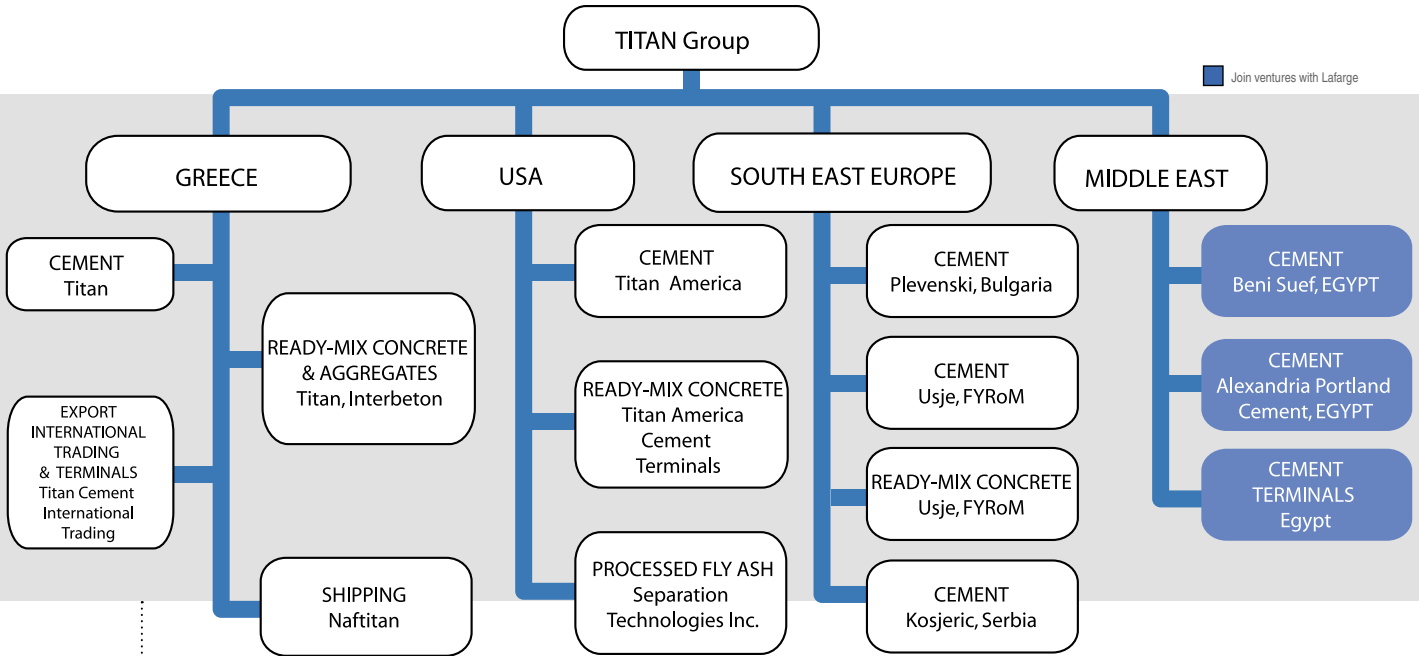 TITAN Group
Join ventures with Lafarge
GREECE
USA
SOUTH EAST EUROPE
MIDDLE EAST
CEMENT
Titan
READY-MIX CONCRETE
& AGGREGATES
Titan, Interbeton
EXPORT
INTERNATIONAL
TRADING
& TERMINALS
Titan Cement
International
Trading
SHIPPING
Naftitan
CEMENT
Titan America
READY-MIX CONCRETE
Titan America
Cement
Terminals
PROCESSED FLY ASH
Separation
Technologies Inc.
CEMENT
Plevenski, Bulgaria
CEMENT
Usje, FYRoM
READY-MIX CONCRETE
Usje, FYRoM
CEMENT
Kosjeric, Serbia
CEMENT
Beni Suef, EGYPT
CEMENT
Alexandria Portland
Cement, EGYPT
CEMENT
TERMINALS
Egypt